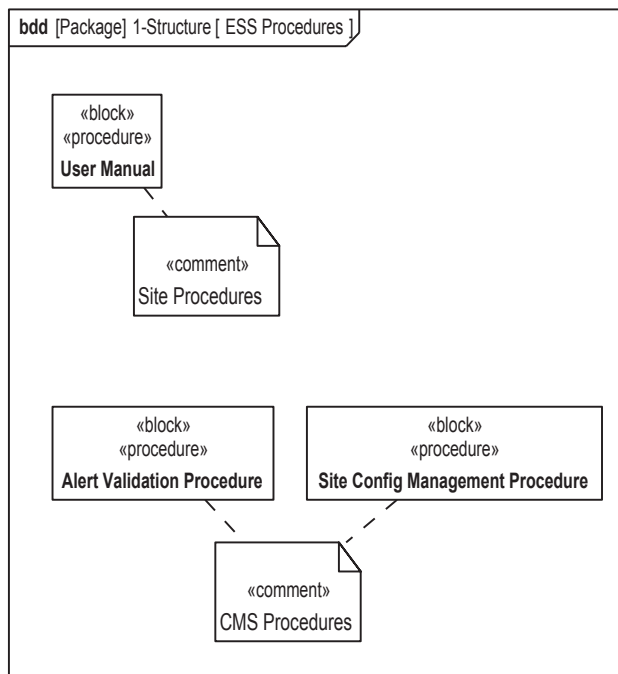 bdd [Package] 1-Structure [ ESS Procedures ]
«block»
«procedure»
User Manual
«comment»
Site Procedures
«block»
«procedure»
Alert Validation Procedure
«block»
«procedure»
Site Config Management Procedure
«comment»
CMS Procedures